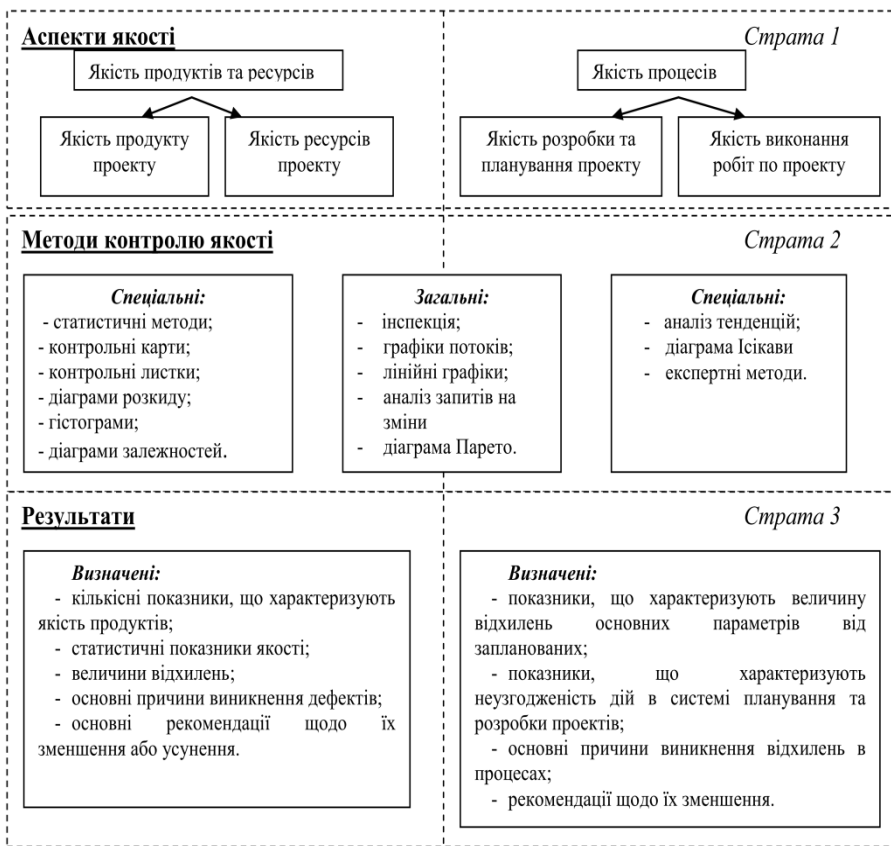 Аспекти якості
Страта 1
Якість продуктів та ресурсів
Якість процесів
Якість продукту
проекту
Якість ресурсів
проекту
Якість розробки та
планування проекту
Якість виконання
робіт по проекту
Методи контролю якості
Страта 2
Спеціальні:
- статистичні методи;
- контрольні карти;
- контрольні листки;
- діаграми розкиду;
- гістограми;
- діаграми залежностей.
Загальні:
- інспекція;
- графіки потоків;
- лінійні графіки;
- аналіз запитів на
зміни
- діаграма Парето.
Спеціальні:
- аналіз тенденцій;
- діаграма Ісікави
- експертні методи.
Результати
Страта 3
Визначені:
- кількісні показники, що характеризують
якість продуктів;
- статистичні показники якості;
- величини відхилень;
- основні причини виникнення дефектів;
- основні рекомендації щодо їх
зменшення або усунення.
Визначені:
- показники, що характеризують величину
відхилень основних параметрів від
запланованих;
- показники, що характеризують
неузгодженість дій в системі планування та
розробки проектів;
- основні причини виникнення відхилень в
процесах;
- рекомендації щодо їх зменшення.